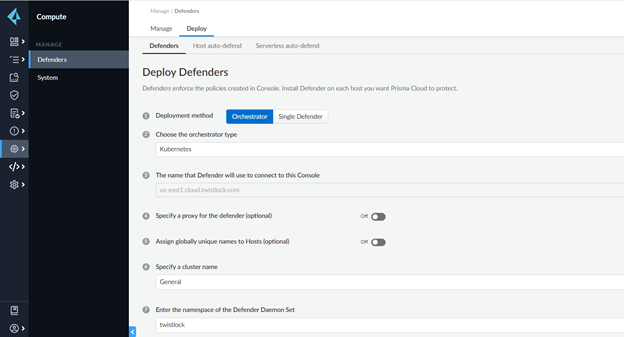 Compute
MANAGE
Defenders
System
Manage / Defenders
Manage Deploy
Defenders Host auto-defend Serverless auto-defend
Deploy Defenders
Defenders enforce the policies created in Console. Install Defender on each host you want Prisma Cloud to protect.
1 Deployment method Orchestrator Single Defender
2 Choose the orchestrator type
Kubernetes
3 The name that Defender will use to connect to this Console
us-east1.cloud.twistlock.com
4 Specify a proxy for the defender (optional) Off
5 Assign globally unique names to Hosts (optional) Off
6 Specify a cluster name
General
7 Enter the namespace of the Defender Daemon Set
twistlock